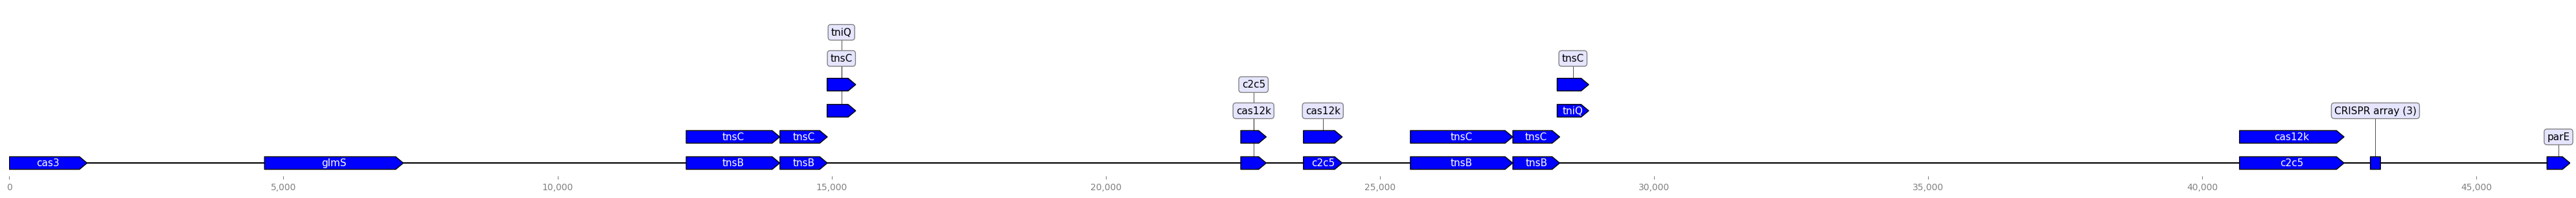 tniQ
tnsC tnsC
c2c5
cas12k cas12k tniQ CRISPR array (3)
tnsC tnsC tnsC tnsC cas12k parE
cas3 glmS tnsB tnsB c2c5 tnsB tnsB c2c5
0 5,000 10,000 15,000 20,000 25,000 30,000 35,000 40,000 45,000